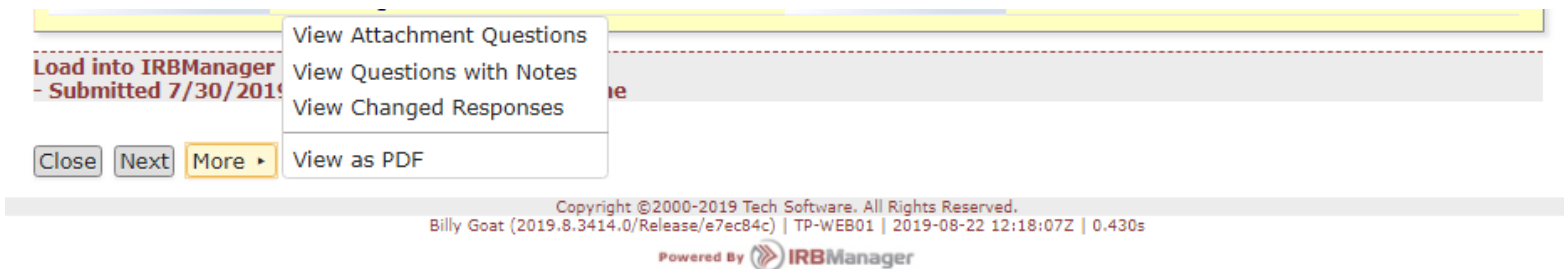 View Attachment Questions
Load into IRBManager
View Questions with Notes
- Submitted 7/30/2019
View Changed Responses
Close Next More ▸
View as PDF
Copyright ©2000-2019 Tech Software. All Rights Reserved.
Billy Goat (2019.8.3414.0/Release/e7ec84c) | TP-WEB01 | 2019-08-22 12:18:07Z | 0.430s
Powered By IRBManager